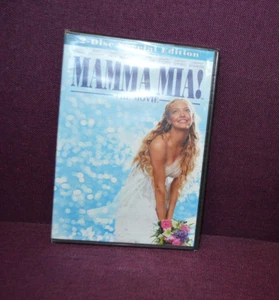 2-Disc Special Edition
MAMMA MIA!
THE MOVIE